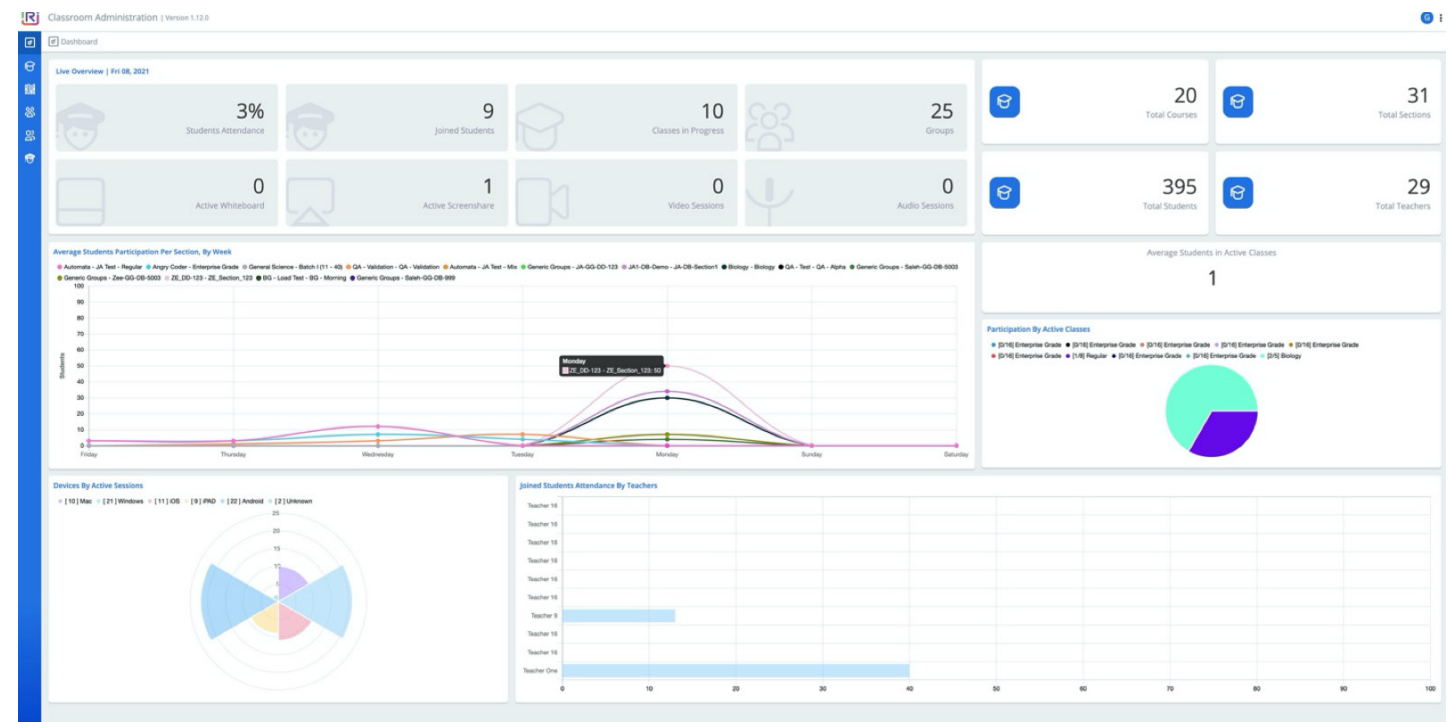 R
Classroom Administration | Version 1.12.0
G
Dashboard
Live Overview | Fri 08, 2021
3%
Students Attendance
9
Joined Students
10
Classes in Progress
25
Groups
0
Active Whiteboard
1
Active Screenshare
0
Video Sessions
0
Audio Sessions
20
Total Courses
31
Total Sections
395
Total Students
29
Total Teachers
Average Students Participation Per Section, By Week
Automata - JA Test - Regular Angry Coder - Enterprise Grade General Science - Batch I (11 - 40) QA - Validation - QA - Validation Automata - JA Test - Mix Generic Groups - JA-GG-DD-123 JA1-CB-Demo - JA-DB-Section1 Biology - Biology QA - Test - QA - Alpha Generic Groups - Saleh-GG-DB-5003
Generic Groups - Zee-GG-DB-5003 ZE_DD-123 - ZE_Section_123 BG - Load Test - BG - Morning Generic Groups - Saleh-GG-DB-999
100
90
80
70
60
50
40
30
20
10
0
Students
Monday
ZE_DD-123 - ZE_Section_123: 50
Friday Thursday Wednesday Tuesday Monday Sunday Saturday
Average Students in Active Classes
1
Participation By Active Classes
[0/16] Enterprise Grade [0/16] Enterprise Grade [0/16] Enterprise Grade [0/16] Enterprise Grade [0/16] Enterprise Grade
[0/16] Enterprise Grade [1/9] Regular [0/16] Enterprise Grade [0/16] Enterprise Grade [2/5] Biology
Devices By Active Sessions
[ 10 ] Mac [ 21 ] Windows [ 11 ] iOS [ 9 ] iPAD [ 22 ] Android [ 2 ] Unknown
25
20
15
10
5
0
Joined Students Attendance By Teachers
Teacher 16
Teacher 16
Teacher 16
Teacher 16
Teacher 16
Teacher 16
Teacher 9
Teacher 16
Teacher 16
Teacher One
0 10 20 30 40 50 60 70 80 90 100